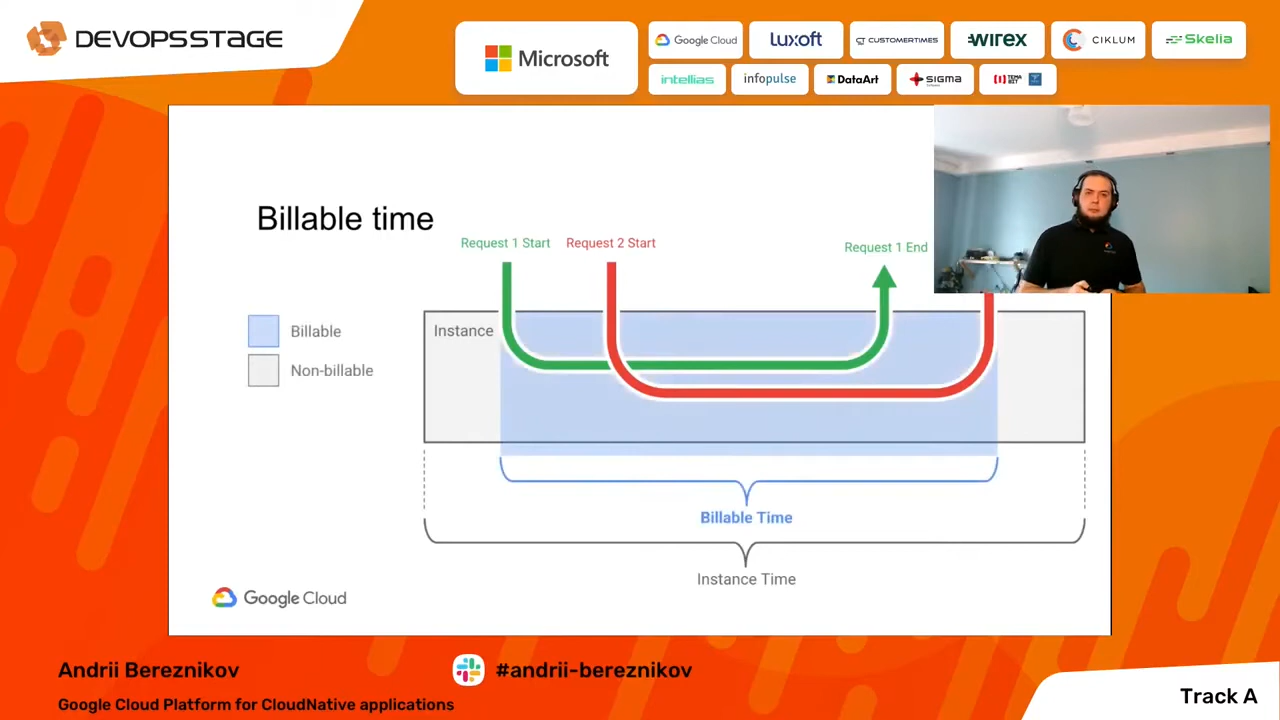 DEVOPSSTAGE
Microsoft
Google Cloud
LUXOFT
CUSTOMERTIMES
WIREX
CIKLUM
Skelia
intellias
infopulse
DataArt
SIGMA
Billable time
Request 1 Start
Request 2 Start
Request 1 End
Billable
Instance
Non-billable
Billable Time
Instance Time
Google Cloud
Andrii Bereznikov
#andrii-bereznikov
Google Cloud Platform for CloudNative applications
Track A